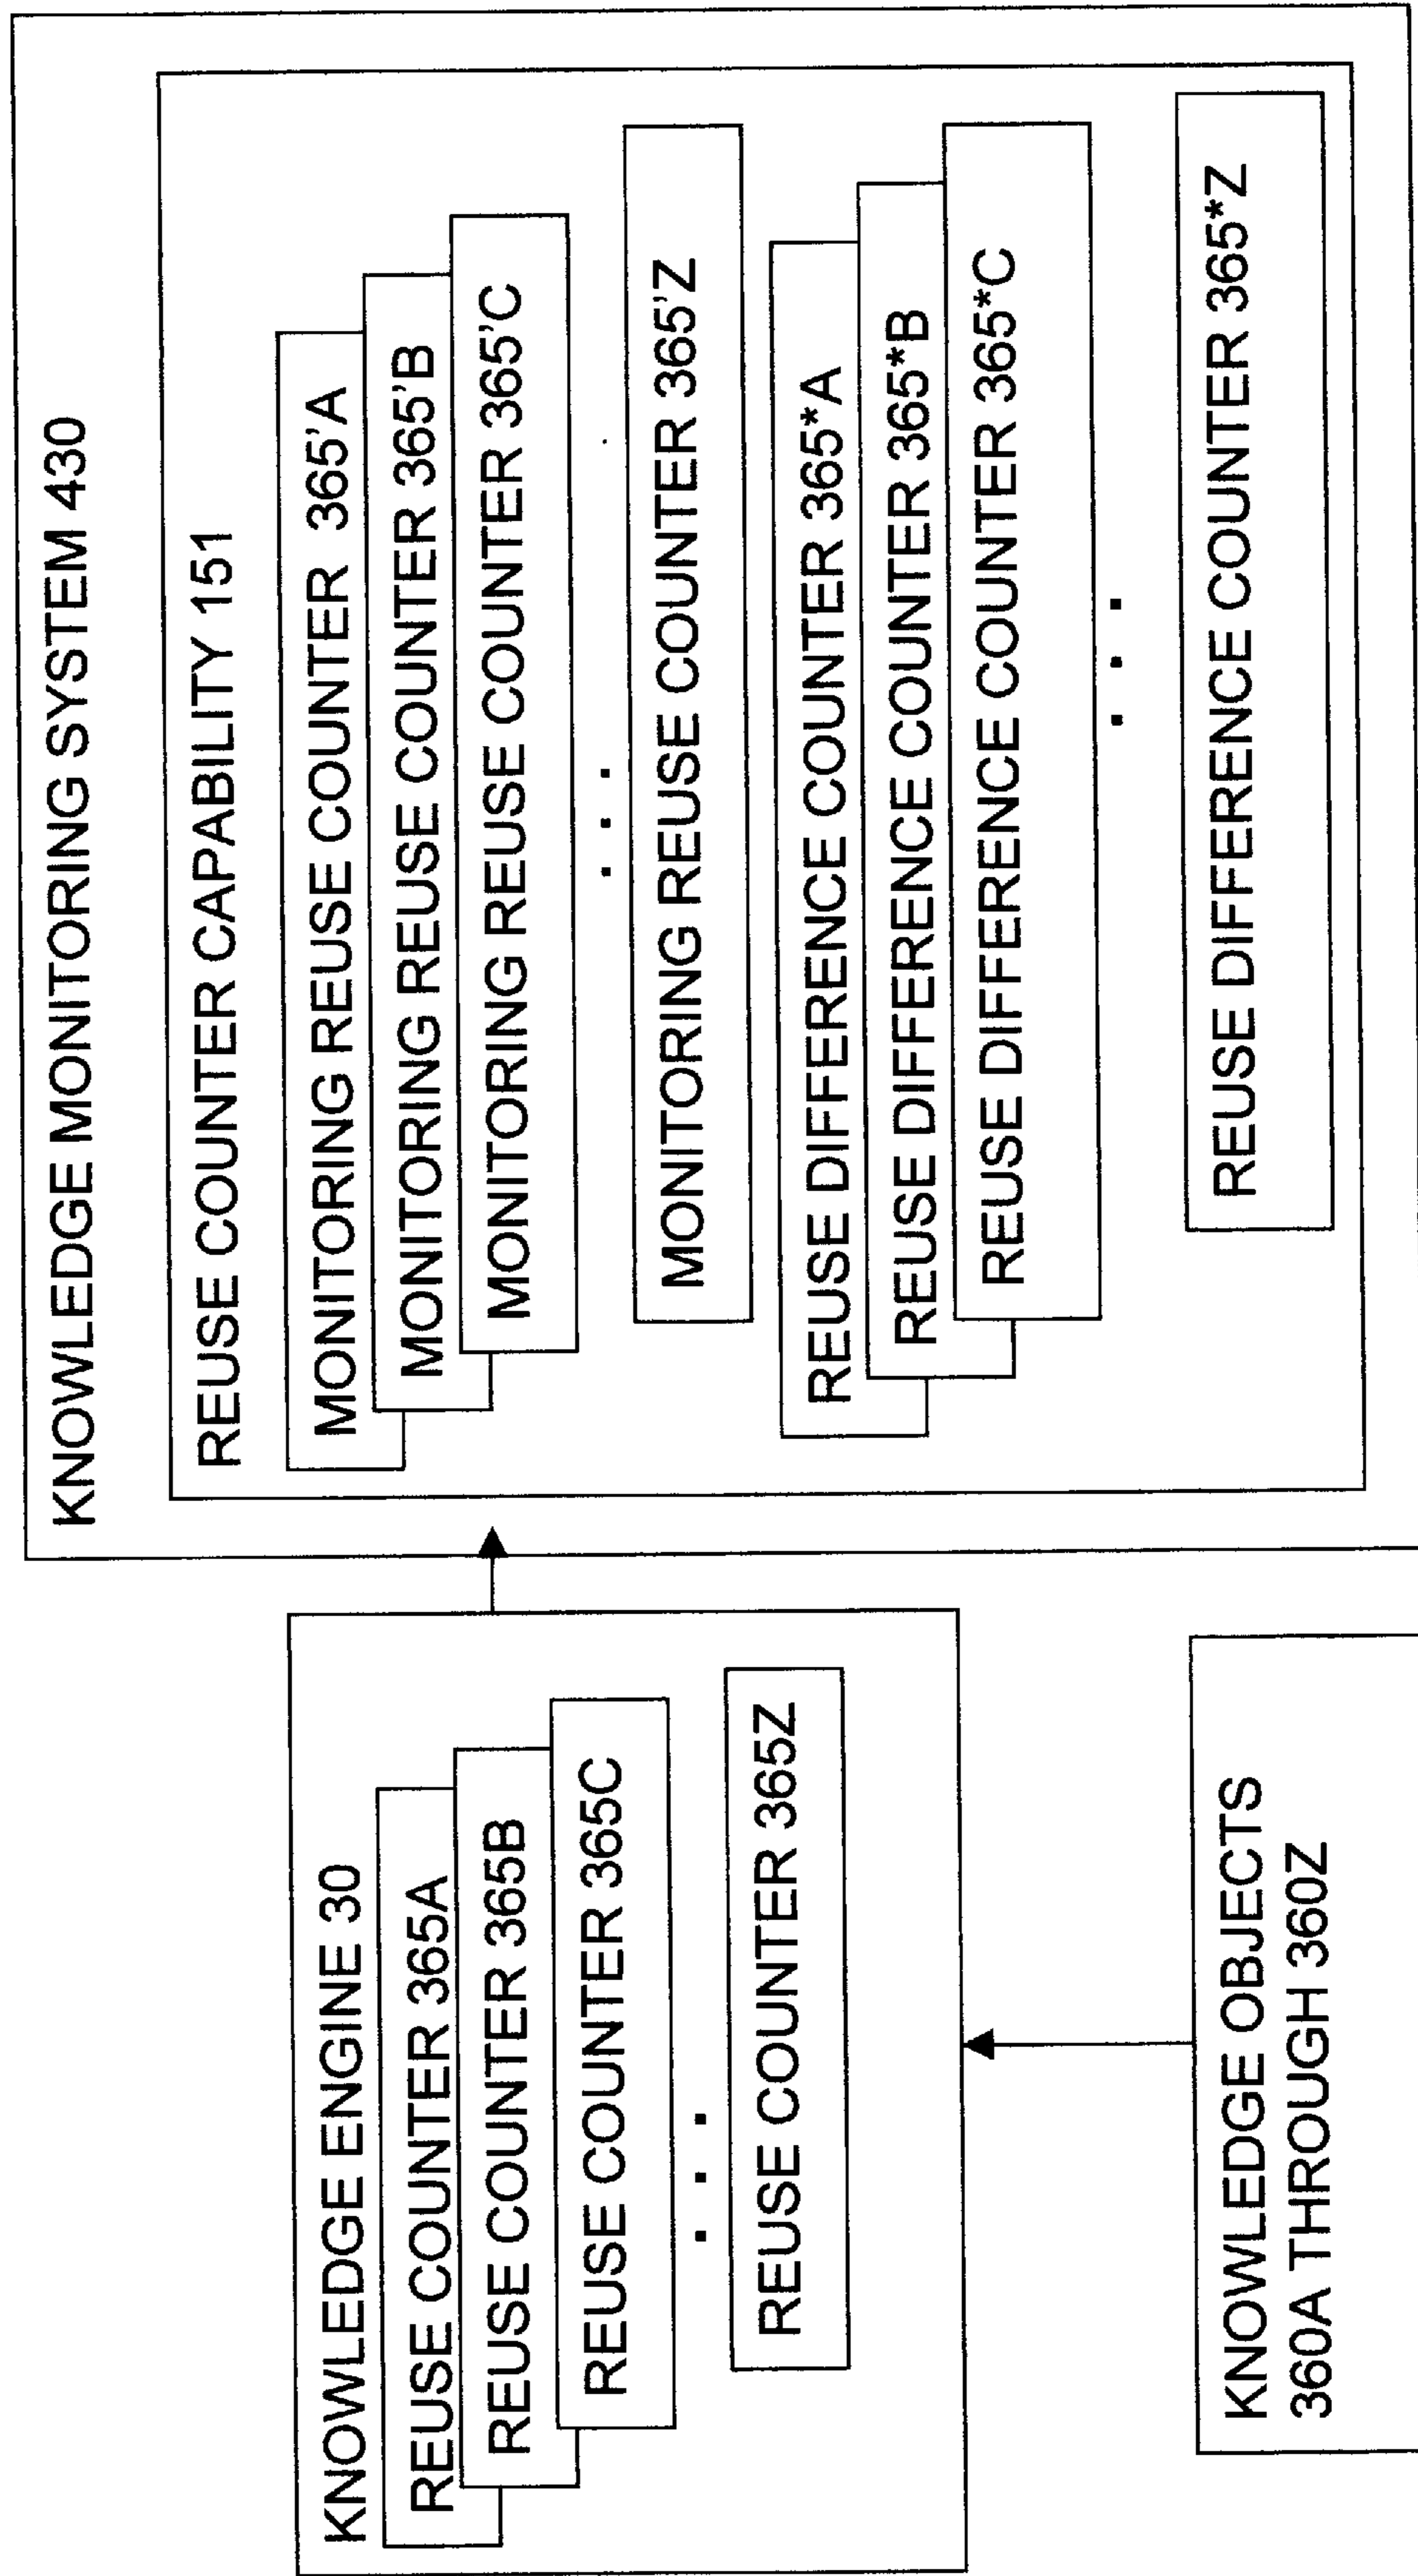 KNOWLEDGE ENGINE 30
REUSE COUNTER 365A
REUSE COUNTER 365B
REUSE COUNTER 365C
. . .
REUSE COUNTER 365Z
KNOWLEDGE OBJECTS
360A THROUGH 360Z
KNOWLEDGE MONITORING SYSTEM 430
REUSE COUNTER CAPABILITY 151
MONITORING REUSE COUNTER 365'A
MONITORING REUSE COUNTER 365'B
MONITORING REUSE COUNTER 365'C
. . .
MONITORING REUSE COUNTER 365'Z
REUSE DIFFERENCE COUNTER 365*A
REUSE DIFFERENCE COUNTER 365*B
REUSE DIFFERENCE COUNTER 365*C
. . .
REUSE DIFFERENCE COUNTER 365*Z